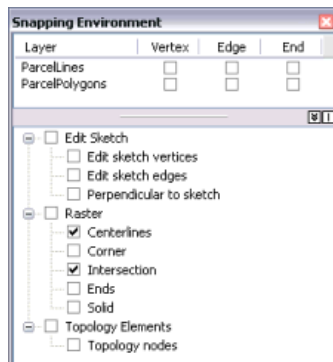 Snapping Environment
Layer Vertex Edge End
ParcelLines
ParcelPolygons
Edit Sketch
Edit sketch vertices
Edit sketch edges
Perpendicular to sketch
Raster
Centerlines
Corner
Intersection
Ends
Solid
Topology Elements
Topology nodes